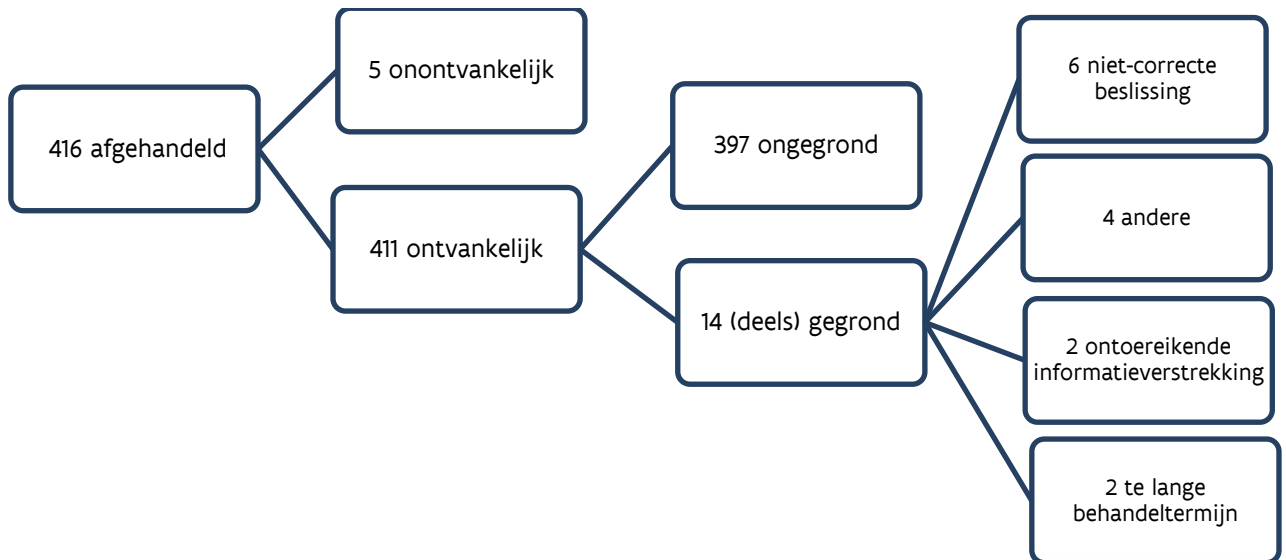 416 afgehandeld
5 onontvankelijk
411 ontvankelijk
397 ongegrond
14 (deels) gegrond
6 niet-correcte
beslissing
4 andere
2 ontoereikende
informatieverstrekking
2 te lange
behandeltermijn